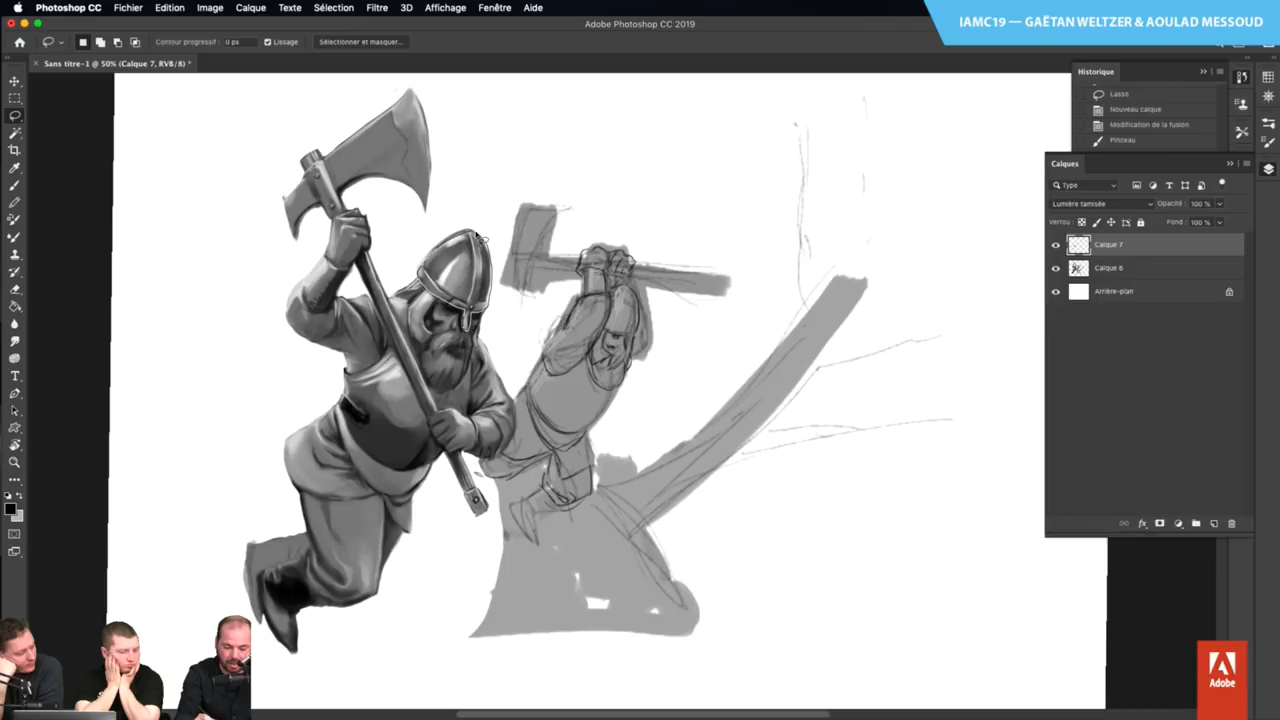 Photoshop CC Fichier Edition Image Calque Texte Sélection Filtre 3D Affichage Fenêtre Aide
Adobe Photoshop CC 2019
IAMC19 — GAËTAN WELTZER & AOULAD MESSOUD
Contour progressif : 0 px Lissage Sélectionner et masquer...
Sans titre-1 @ 50% (Calque 7, RVB/8) *
Historique
Lasso
Nouveau calque
Modification de la fusion
Pinceau
Calques
Type
Lumière tamisée Opacité : 100 %
Verrou : Fond : 100 %
Calque 7
Calque 6
Arrière-plan
Adobe